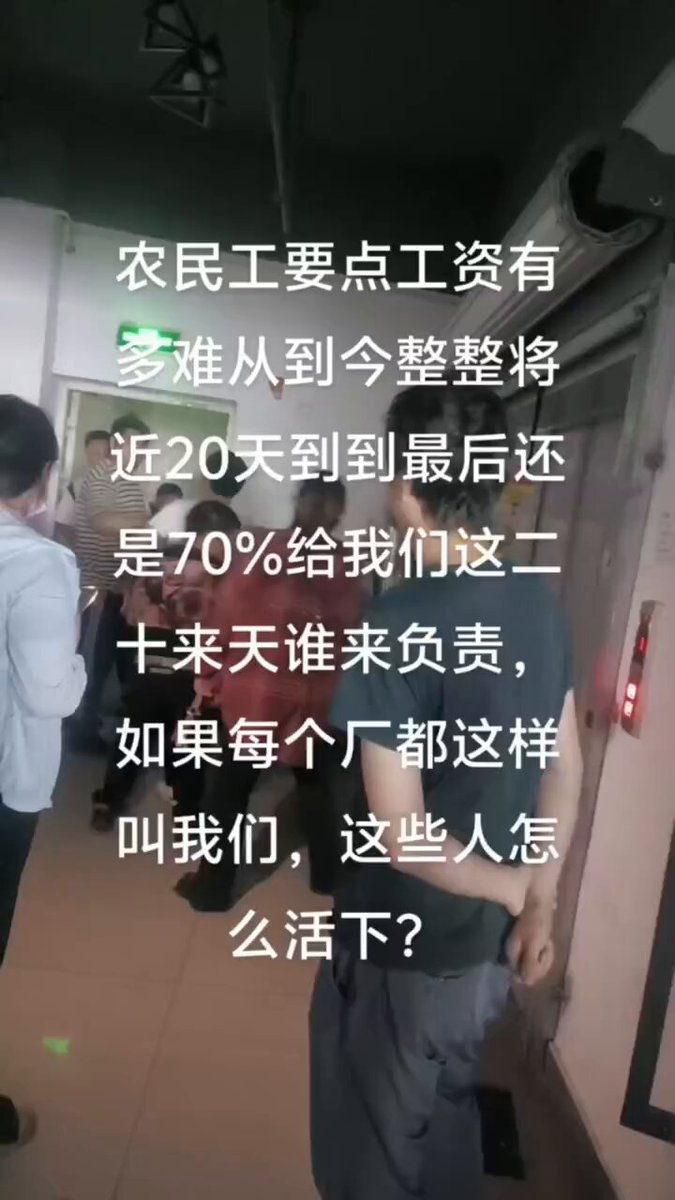 农民工要点工资有
多难从到今整整将
近20天到到最后还
是70%给我们这二
十来天谁来负责，
如果每个厂都这样
叫我们，这些人怎
么活下？